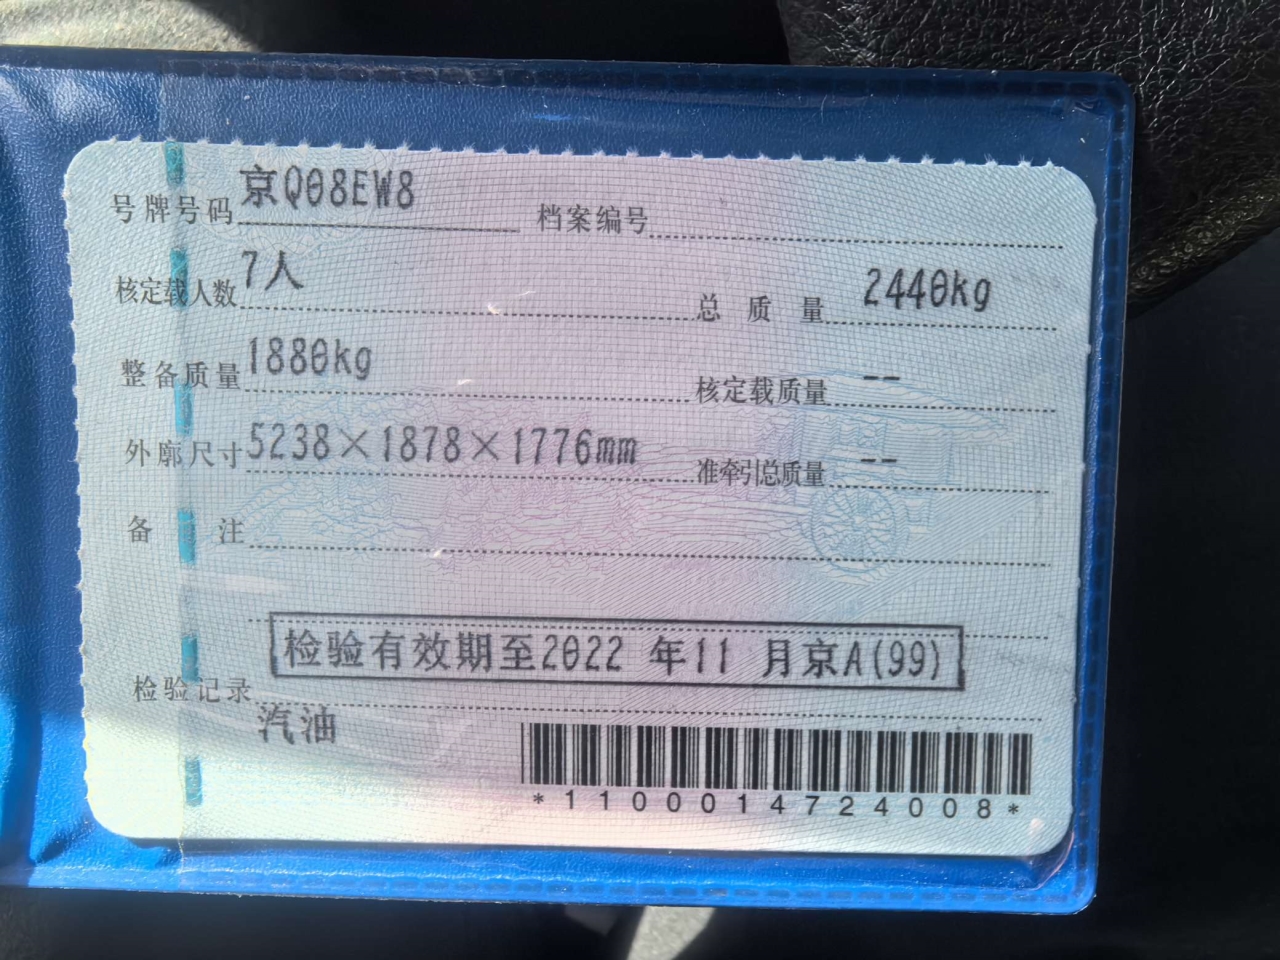 号牌号码 京Q08EW8 档案编号
核定载人数 7人 总质量 2440kg
整备质量 1880kg 核定载质量 --
外廓尺寸 5238×1878×1776mm 准牵引总质量 --
备注
检验有效期至2022 年11 月京A(99)
检验记录
汽油
*1100014724008*